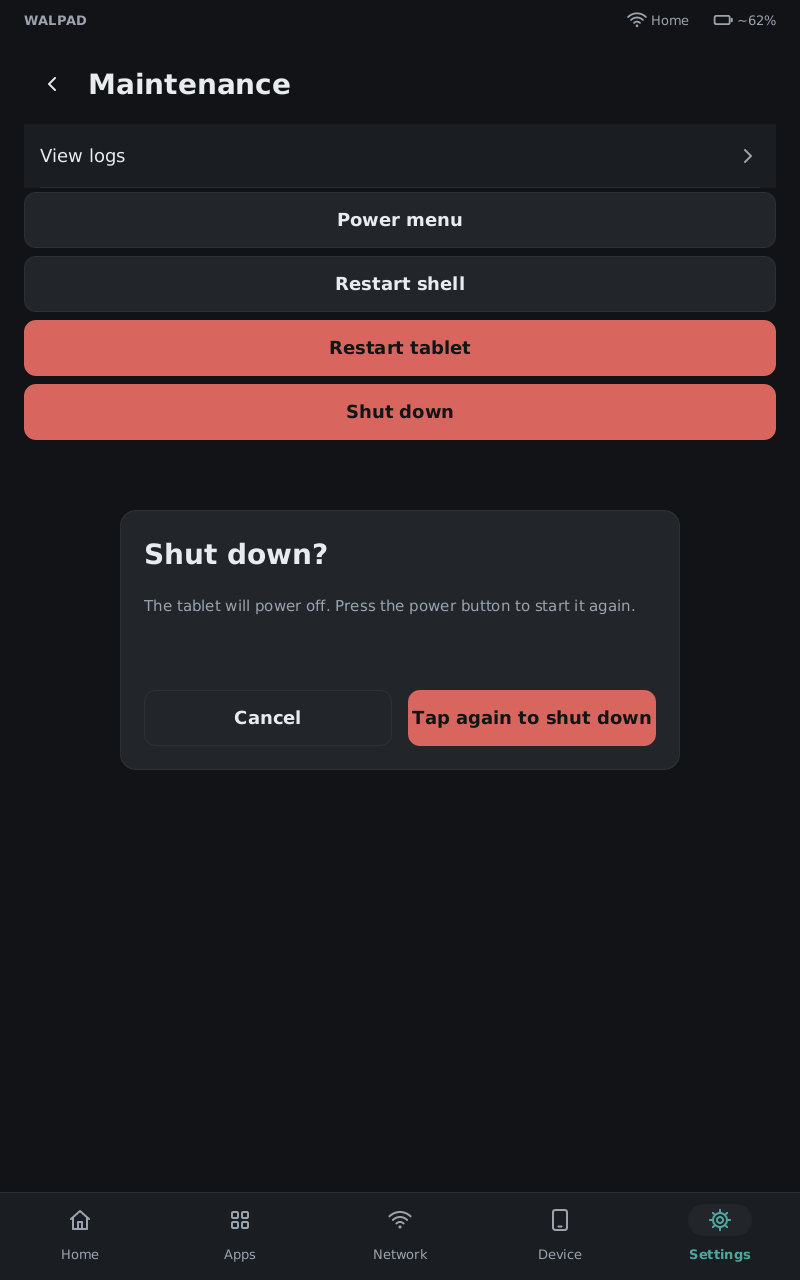 WALPAD
Home
~62%
Maintenance
View logs
Power menu
Restart shell
Restart tablet
Shut down
Shut down?
The tablet will power off. Press the power button to start it again.
Cancel
Tap again to shut down
Home
Apps
Network
Device
Settings